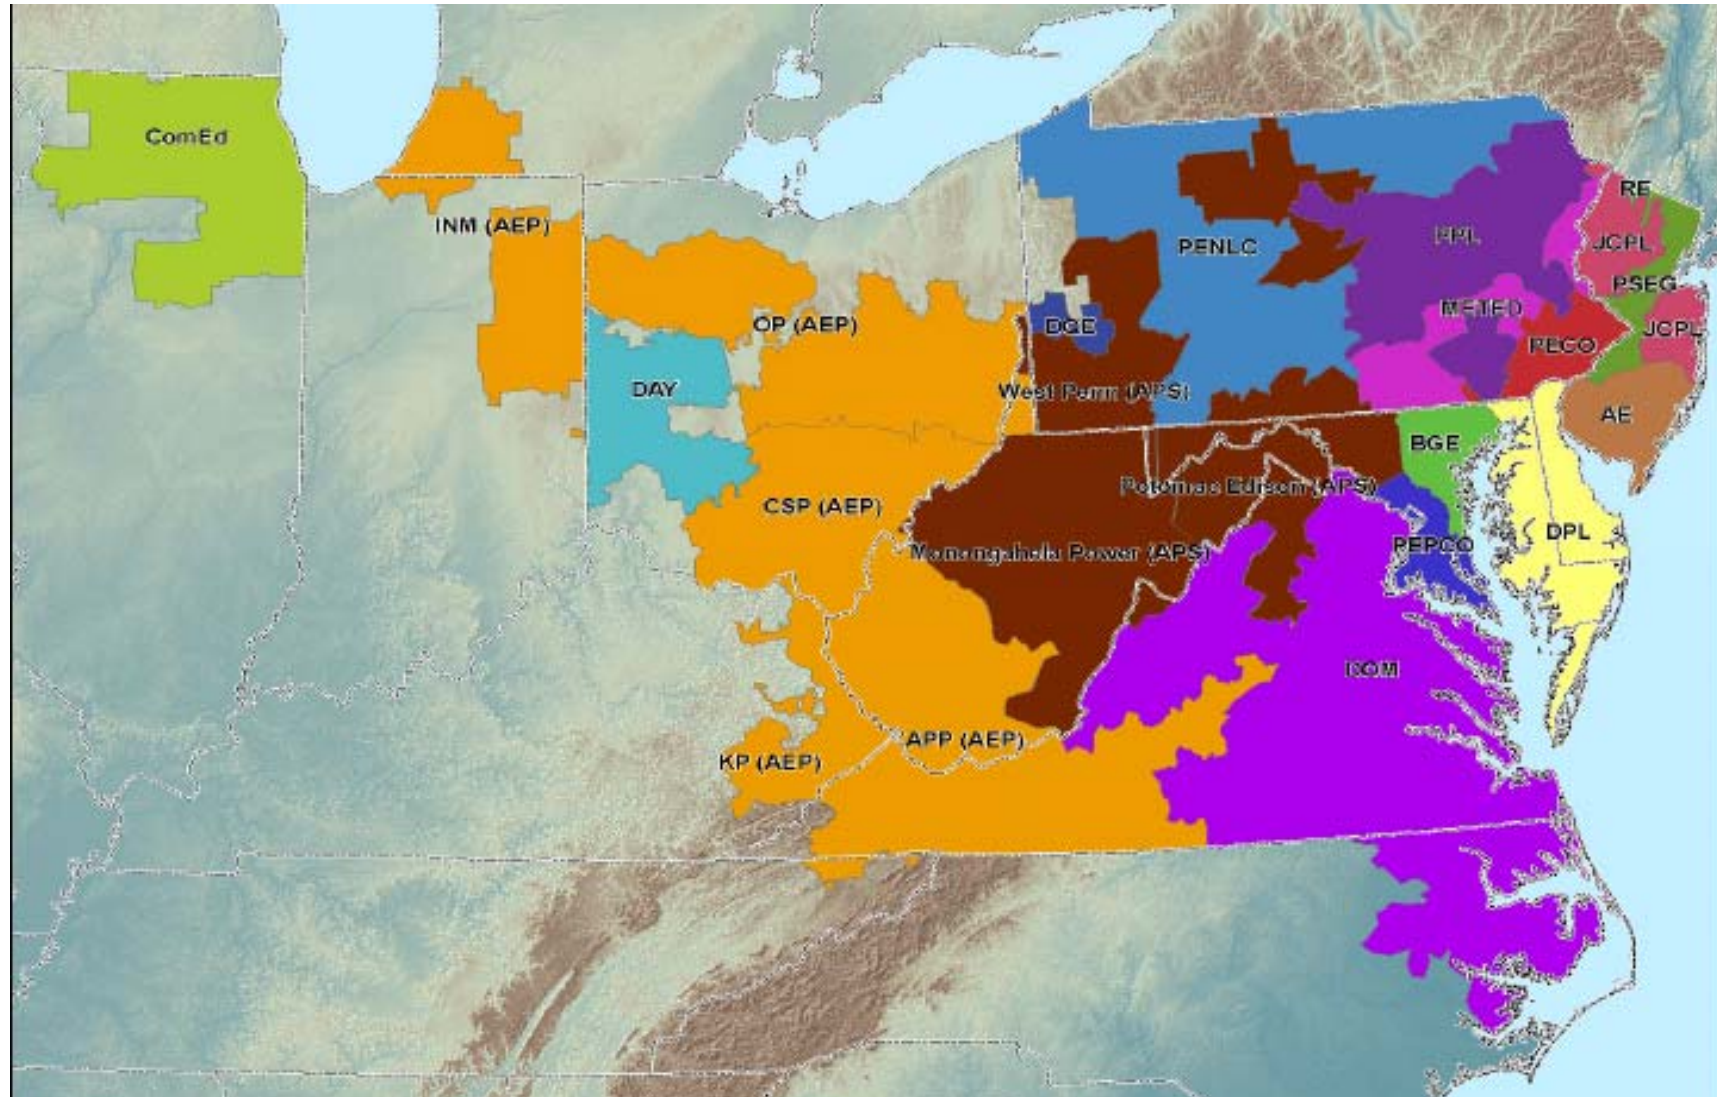 ComEd
RE
INM (AEP)
PPL
JCPL
PENLC
PSEG
METED
OP (AEP)
DQE
JCPL
PECO
DAY
West Penn (APS)
AE
BGE
Potomac Edison (APS)
CSP (AEP)
DPL
PEPCO
Monongahela Power (APS)
DOM
APP (AEP)
KP (AEP)